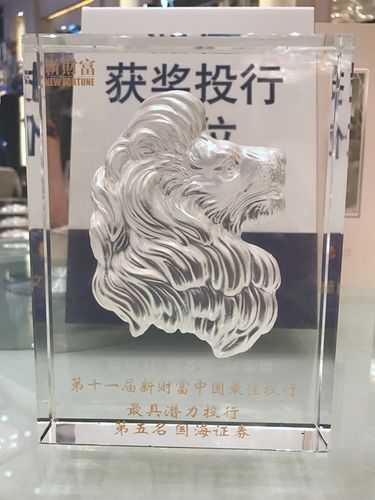 新財富
NEW FORTUNE
获奖投行
第十一届新财富中国最佳投行
最具潜力投行
第五名国海证券